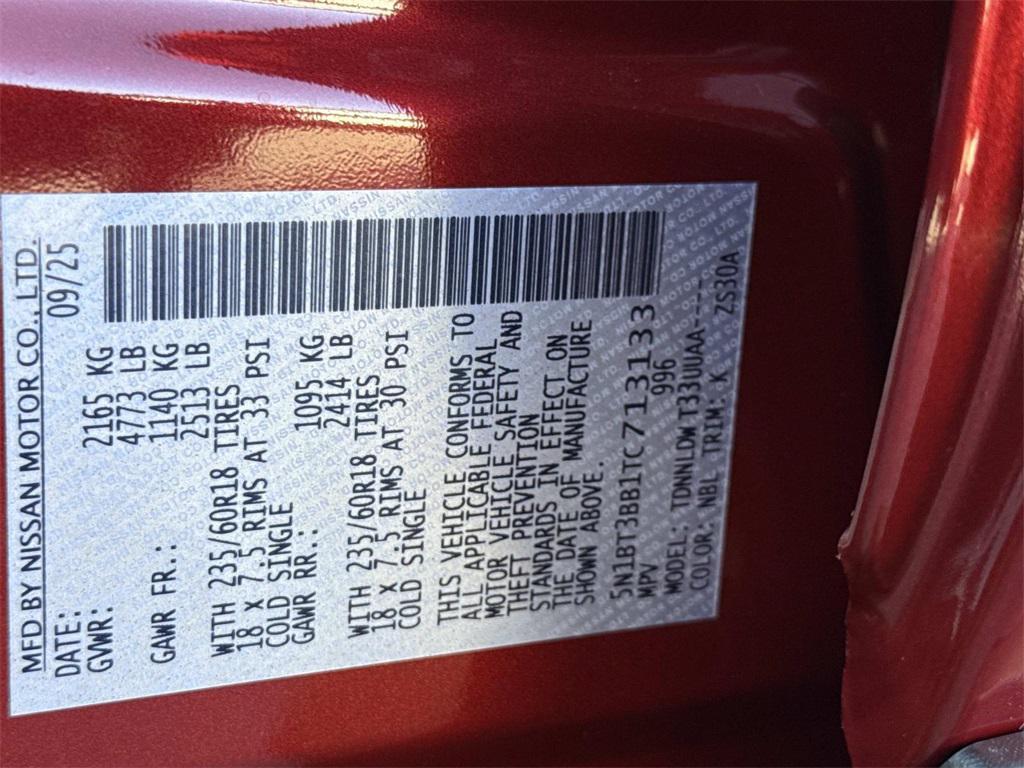 MFD BY NISSAN MOTOR CO., LTD.
DATE: 09/25
GVWR: 2165 KG
4773 LB
GAWR FR.: 1140 KG
2513 LB
WITH 235/60R18 TIRES
18 X 7.5 RIMS AT 33 PSI
COLD SINGLE
GAWR RR.: 1095 KG
2414 LB
WITH 235/60R18 TIRES
18 X 7.5 RIMS AT 30 PSI
COLD SINGLE
THIS VEHICLE CONFORMS TO
ALL APPLICABLE FEDERAL
MOTOR VEHICLE SAFETY AND
THEFT PREVENTION
STANDARDS IN EFFECT ON
THE DATE OF MANUFACTURE
SHOWN ABOVE.
5N1BT3BB1TC713133
MPV 996
MODEL: TDNNLDW T33UUAA----
COLOR: NBL TRIM: K ZS30A